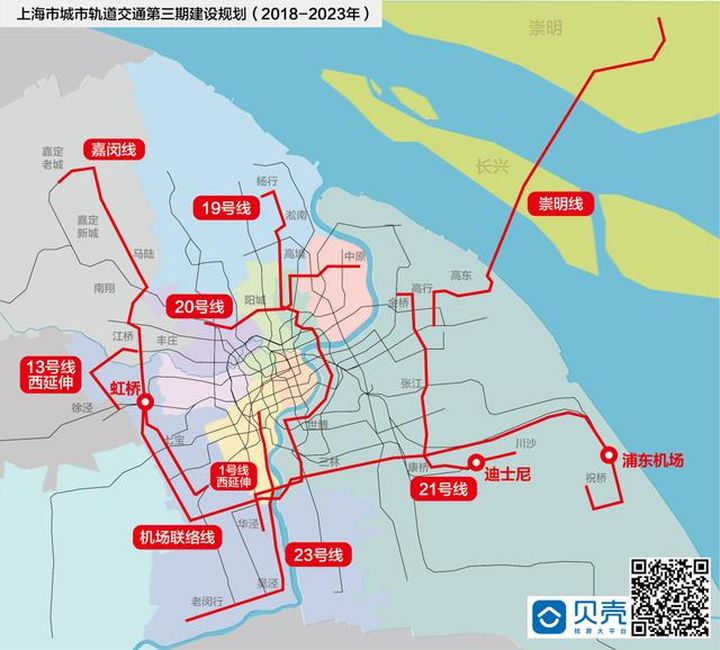 上海市城市轨道交通第三期建设规划（2018-2023年）
崇明
嘉定
老城
嘉闵线
长兴
杨行
19号线
淞南
崇明线
嘉定
新城
马陆
高境
中原
南翔
高东
高行
金桥
阳城
20号线
江桥
丰庄
13号线
西延伸
虹桥
徐泾
张江
七宝
世博
川沙
三林
康桥
浦东机场
迪士尼
1号线
西延伸
祝桥
21号线
机场联络线
华泾
23号线
吴泾
老闵行
贝壳
找房大平台